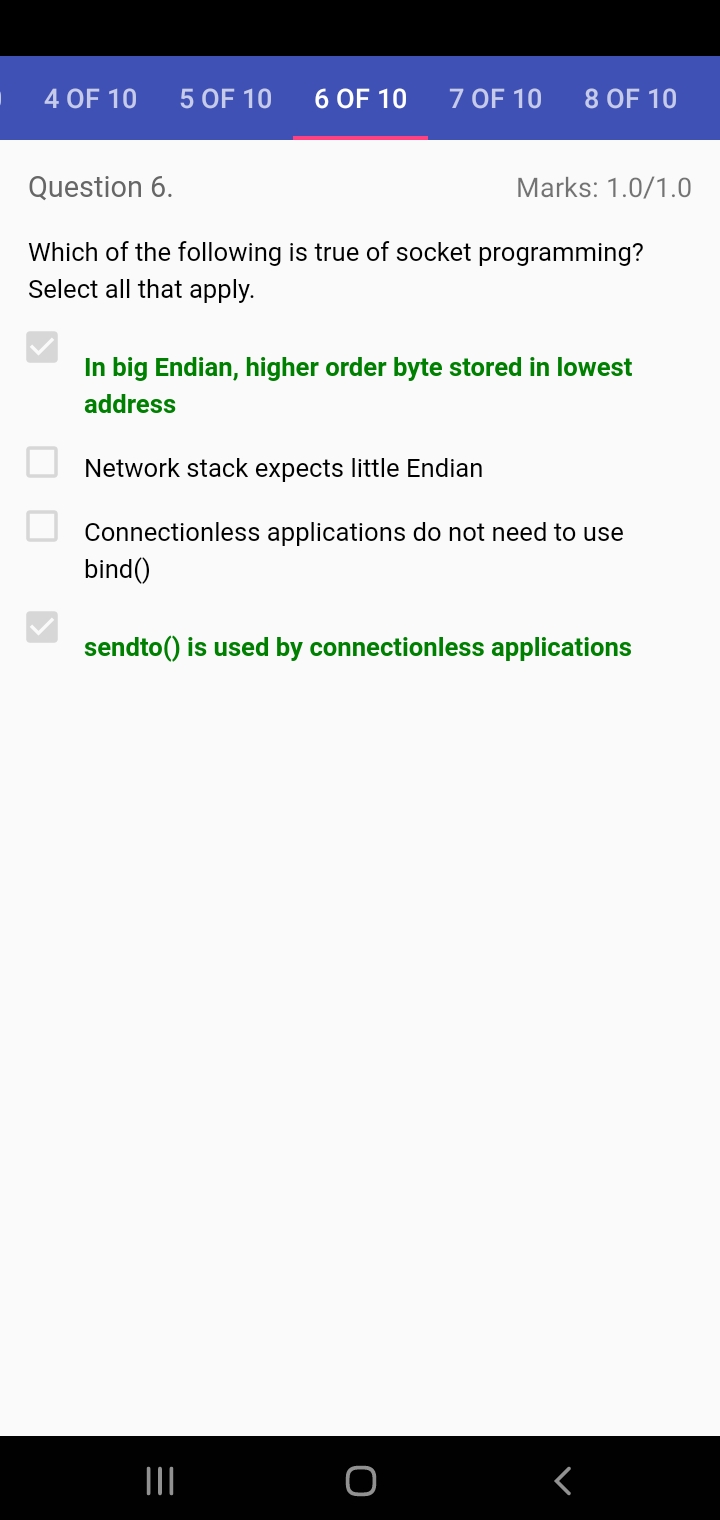 4 OF 10 5 OF 10 6 OF 10 7 OF 10 8 OF 10
Question 6. Marks: 1.0/1.0
Which of the following is true of socket programming?
Select all that apply.
In big Endian, higher order byte stored in lowest
address
Network stack expects little Endian
Connectionless applications do not need to use
bind()
sendto() is used by connectionless applications